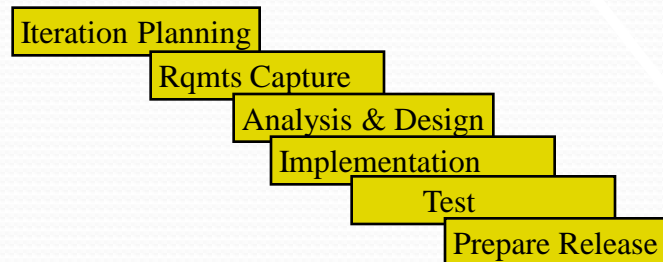 Iteration Planning
Rqmts Capture
Analysis & Design
Implementation
Test
Prepare Release